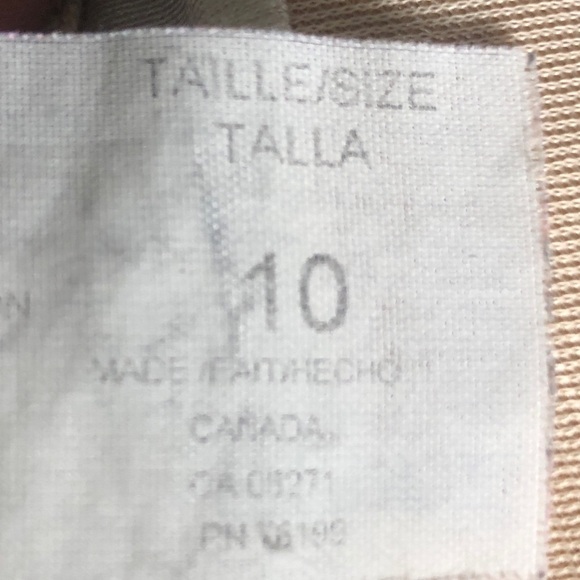 TAILLE/SIZE
TALLA
10
MADE/FAIT/HECHO
CANADA
CA 05271
PN